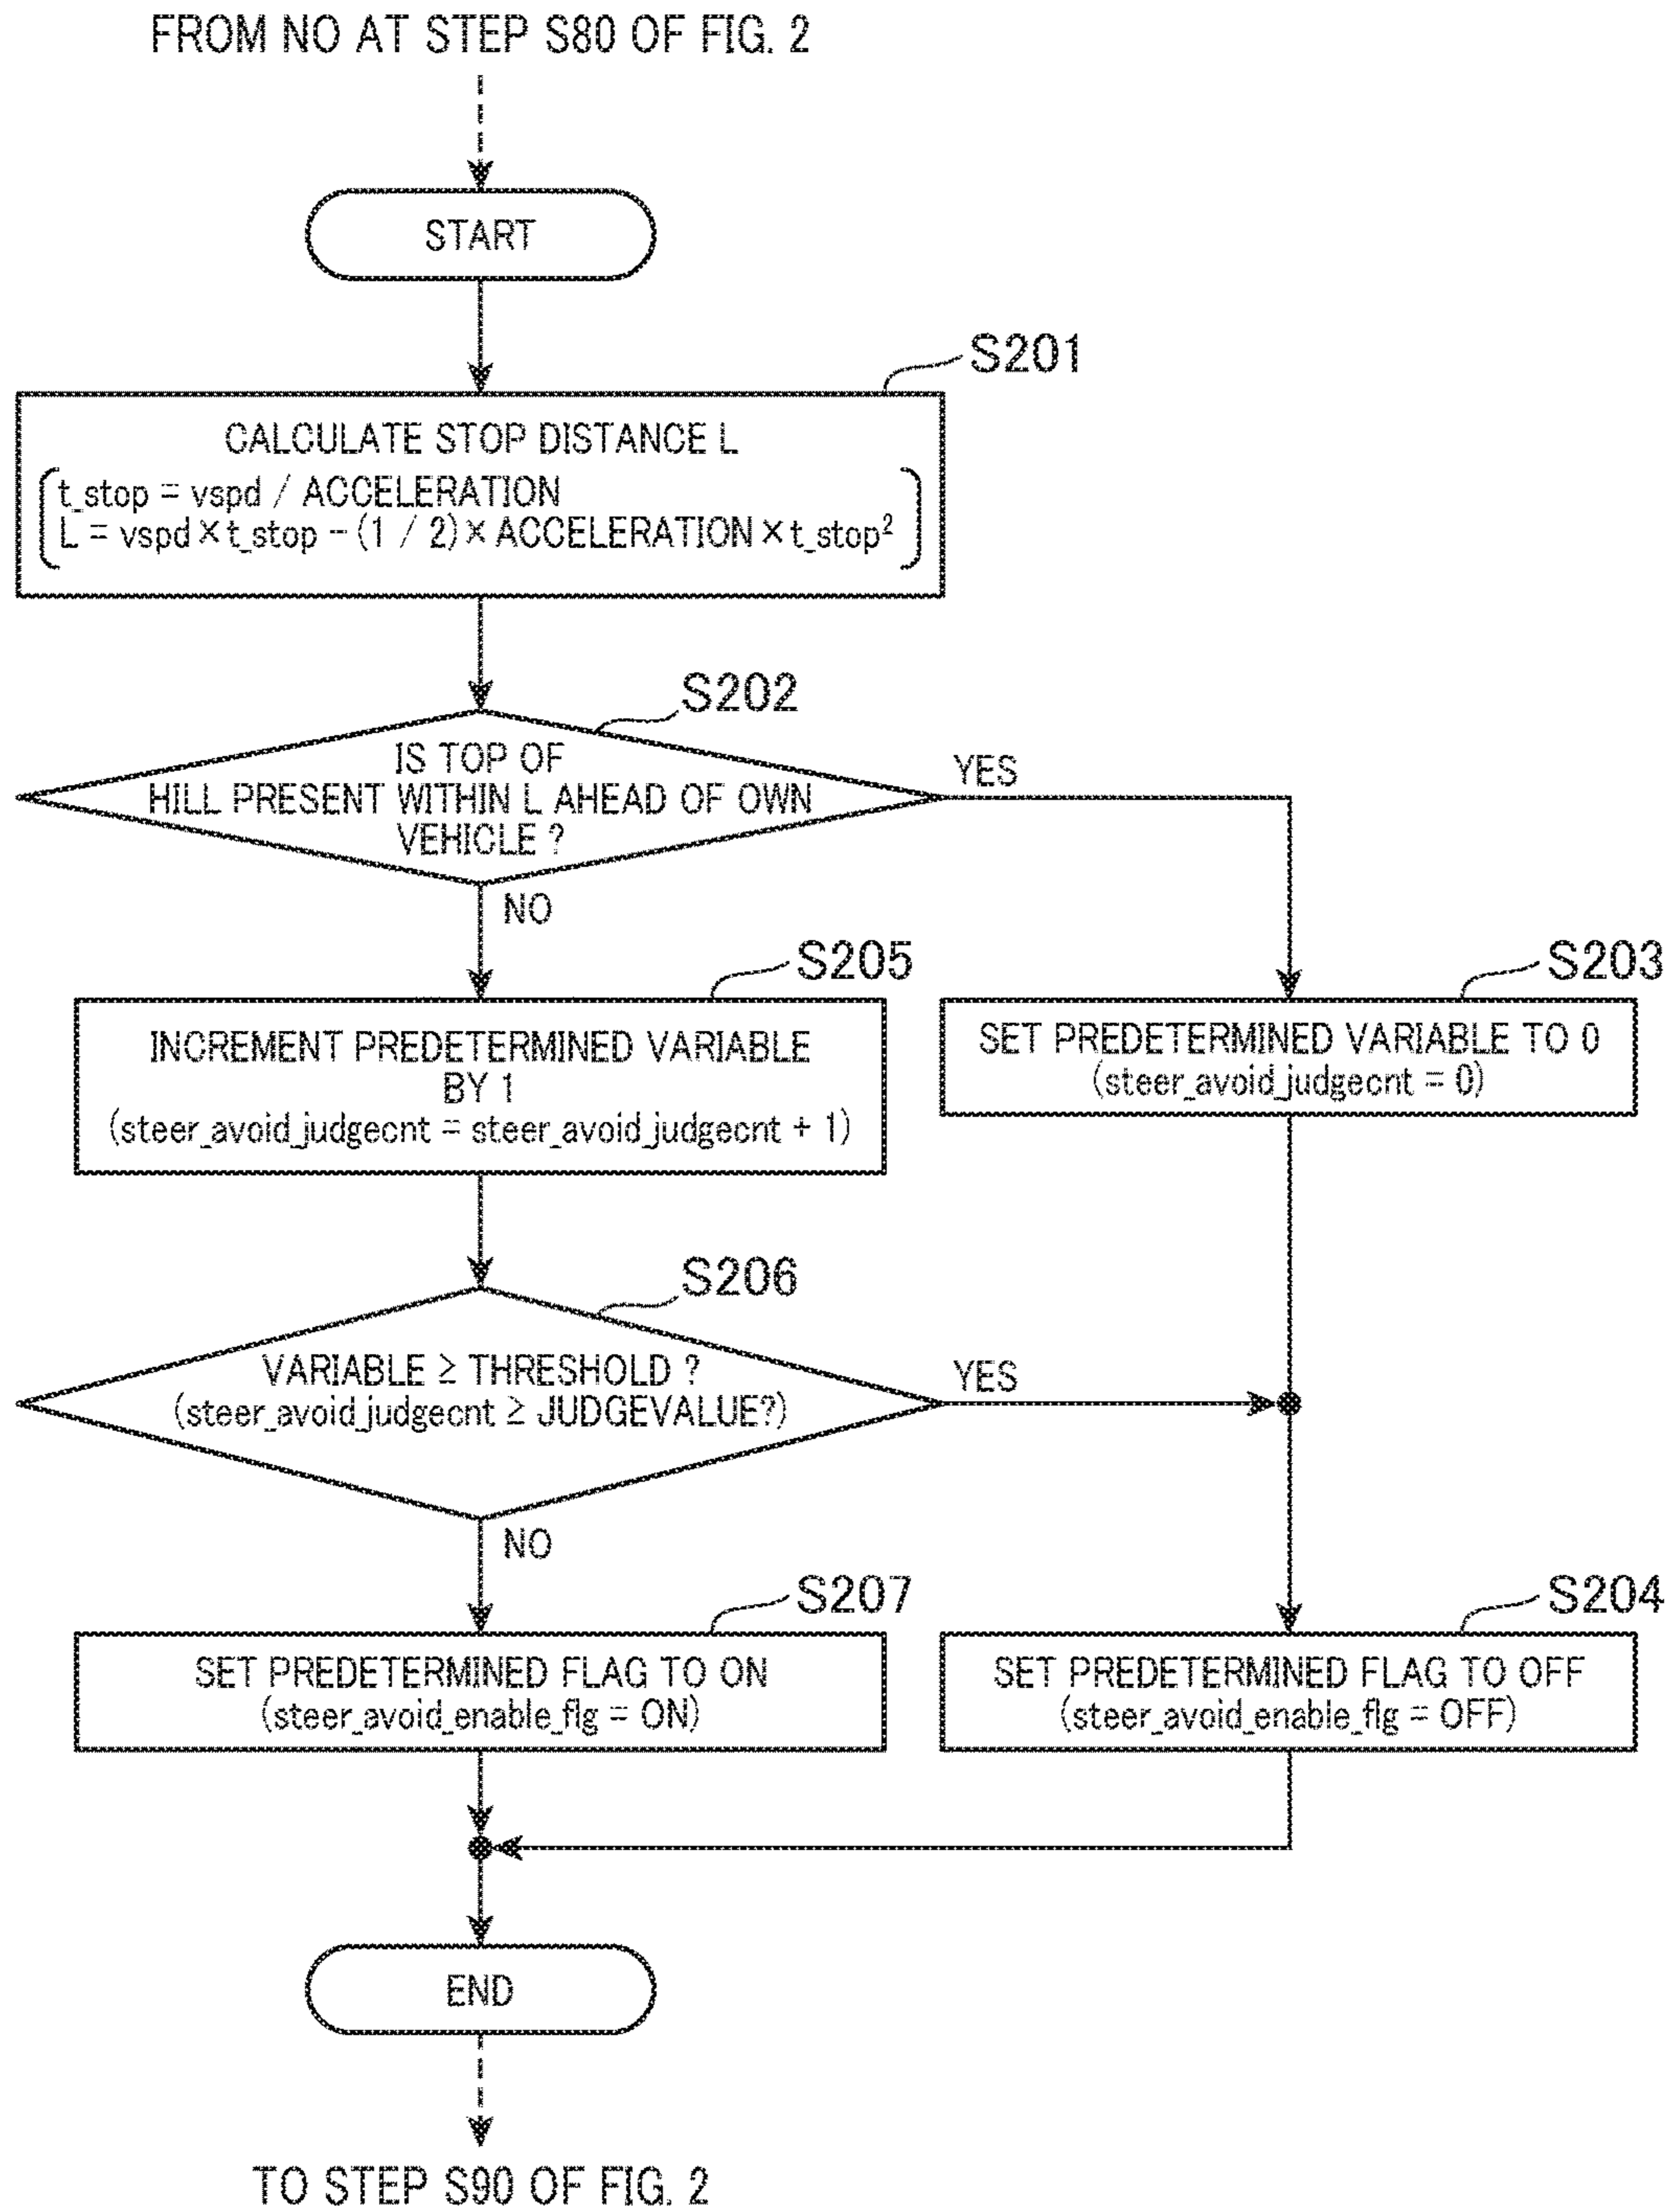 FROM NO AT STEP S80 OF FIG. 2
START
S201
CALCULATE STOP DISTANCE L
t_stop = vspd / ACCELERATION
L = vspd × t_stop − (1 / 2) × ACCELERATION × t_stop²
S202
IS TOP OF
HILL PRESENT WITHIN L AHEAD OF OWN
VEHICLE ?
YES
NO
S205
INCREMENT PREDETERMINED VARIABLE
BY 1
(steer_avoid_judgecnt = steer_avoid_judgecnt + 1)
S203
SET PREDETERMINED VARIABLE TO 0
(steer_avoid_judgecnt = 0)
S206
VARIABLE ≥ THRESHOLD ?
(steer_avoid_judgecnt ≥ JUDGEVALUE?)
YES
NO
S207
SET PREDETERMINED FLAG TO ON
(steer_avoid_enable_flg = ON)
S204
SET PREDETERMINED FLAG TO OFF
(steer_avoid_enable_flg = OFF)
END
TO STEP S90 OF FIG. 2